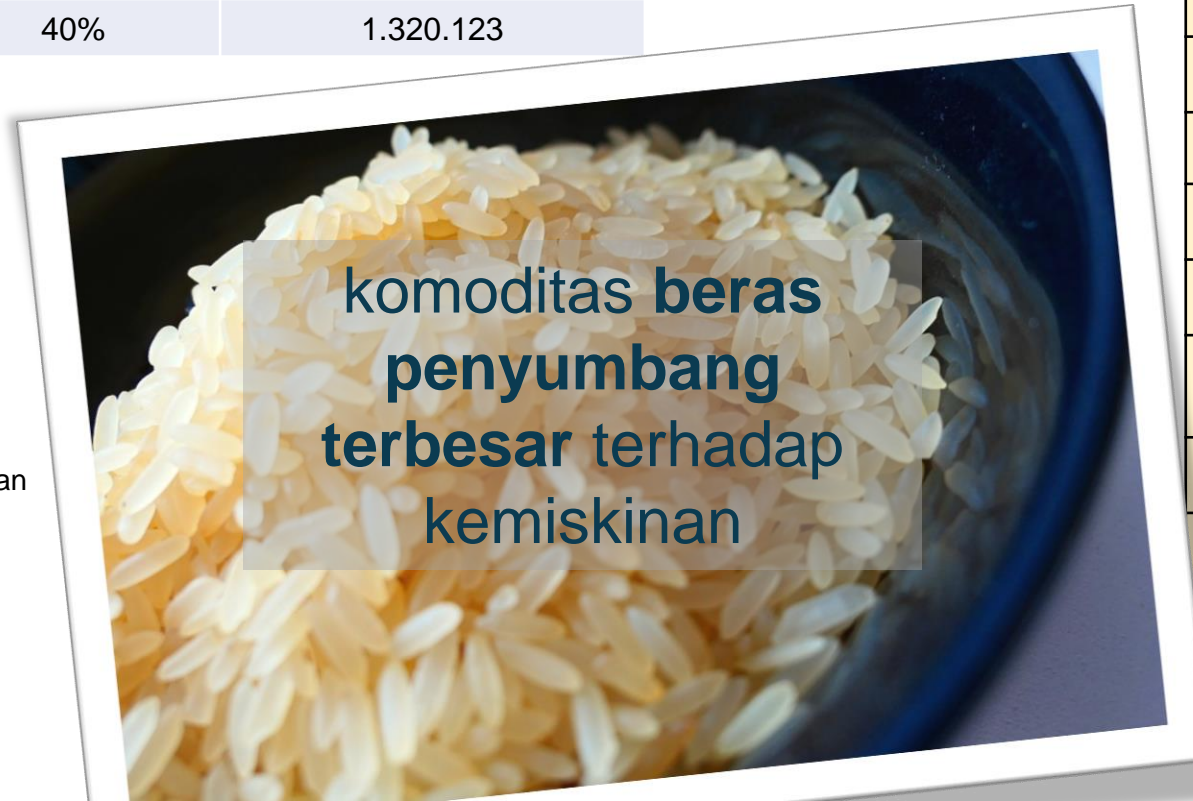 40% 1.320.123
an
komoditas beras
penyumbang
terbesar terhadap
kemiskinan